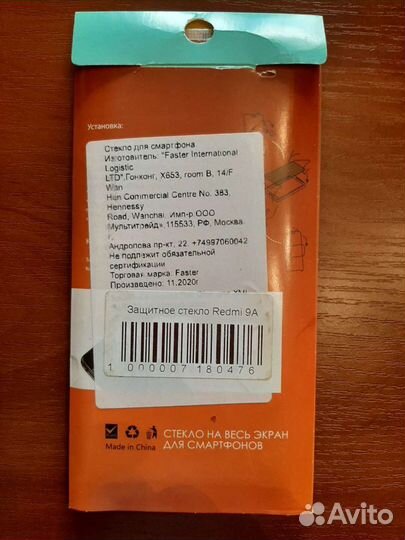 Установка:
Стекло для смартфона
Изготовитель: "Faster International
Logistic
LTD".Гонконг, X653, room B, 14/F
Wan
Hin Commercial Centre No. 383,
Hennessy
Road, Wanchai. Имп-р.ООО
Мультитрейд».115533, РФ, Москва,
г.
Андропова пр-кт, 22. +74997060042
Не подлежит обязательной
сертификации
Торговая марка: Faster
Произведено: 11.2020г
Защитное стекло Redmi 9A
1 000007 180476
Made in China
СТЕКЛО НА ВЕСЬ ЭКРАН
ДЛЯ СМАРТФОНОВ
Avito